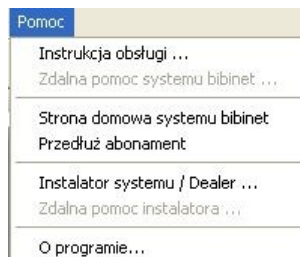 Pomoc
Instrukcja obsługi ...
Zdalna pomoc systemu bibinet ...
Strona domowa systemu bibinet
Przedłuż abonament
Instalator systemu / Dealer ...
Zdalna pomoc instalatora ...
O programie...